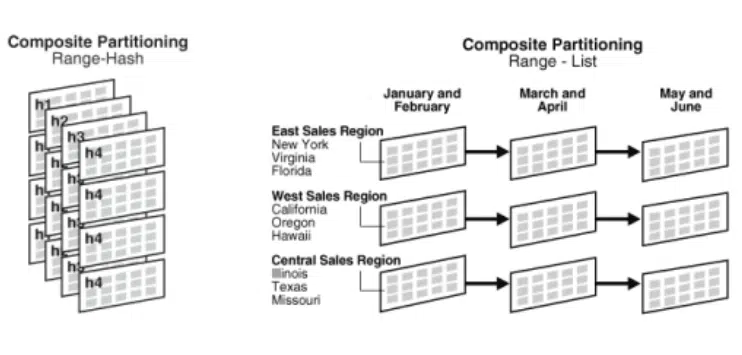 Composite Partitioning
Range-Hash
h1
h2
h3
h4
h4
h4
h4
Composite Partitioning
Range - List
January and
February
March and
April
May and
June
East Sales Region
New York
Virginia
Florida
West Sales Region
California
Oregon
Hawaii
Central Sales Region
Illinois
Texas
Missouri